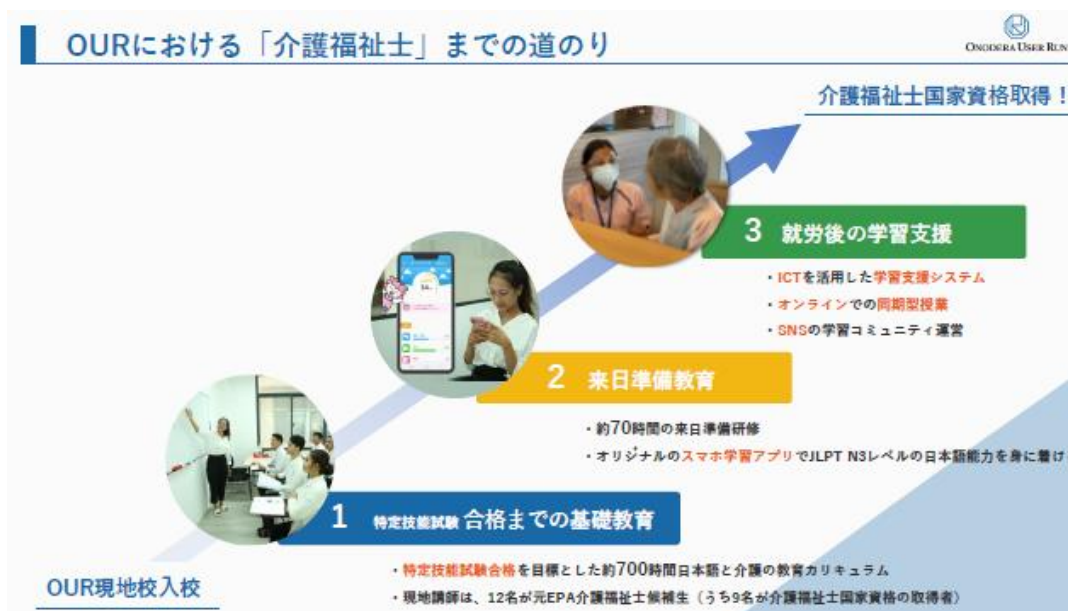 OURにおける「介護福祉士」までの道のり
ONODERA USER RUN
介護福祉士国家資格取得！
3 就労後の学習支援
・ICTを活用した学習支援システム
・オンラインでの同期型授業
・SNSの学習コミュニティ運営
2 来日準備教育
・約70時間の来日準備研修
・オリジナルのスマホ学習アプリでJLPT N3レベルの日本語能力を身に着け
1 特定技能試験 合格までの基礎教育
・特定技能試験合格を目標とした約700時間日本語と介護の教育カリキュラム
・現地講師は、12名が元EPA介護福祉士候補生（うち9名が介護福祉士国家資格の取得者）
OUR現地校入校